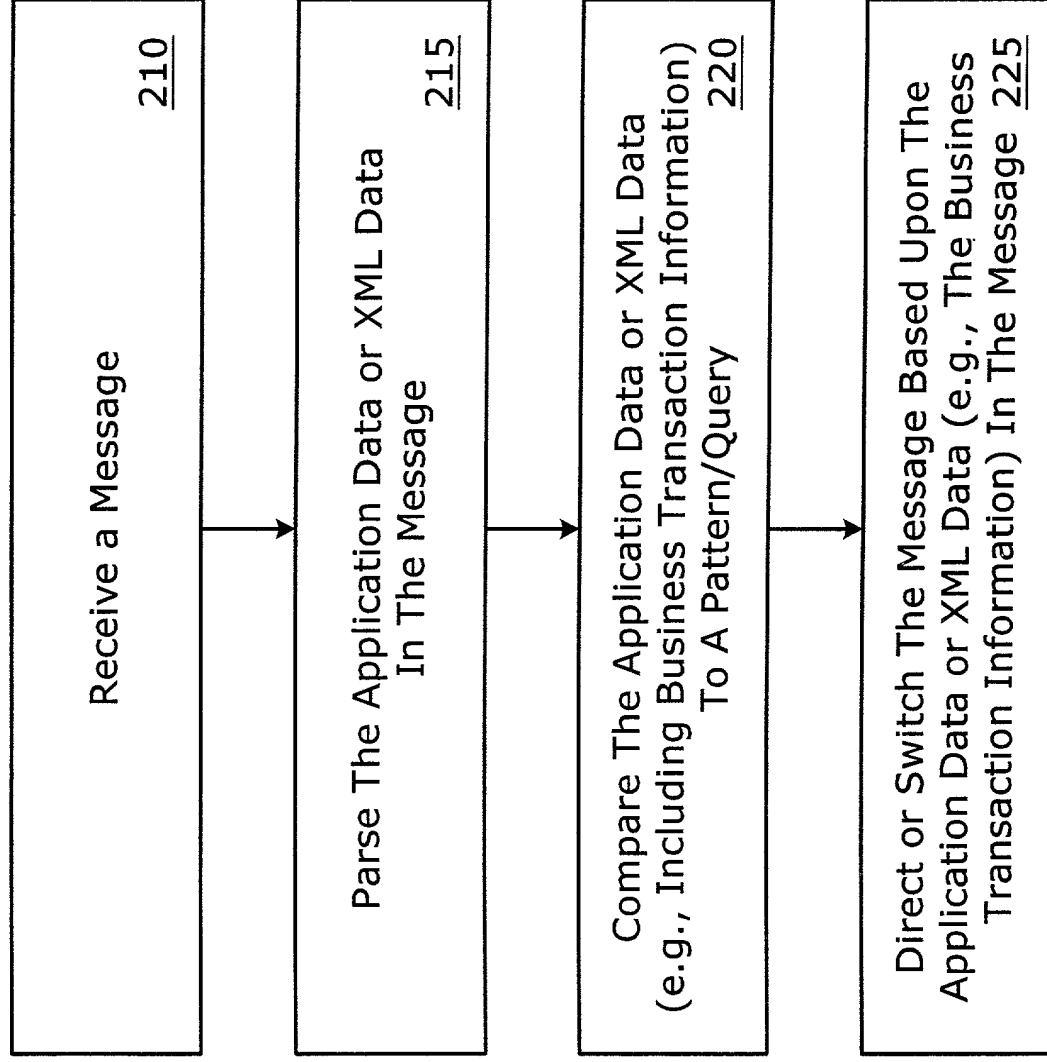 Receive a Message
210
Parse The Application Data or XML Data
In The Message
215
Compare The Application Data or XML Data
(e.g., Including Business Transaction Information)
To A Pattern/Query
220
Direct or Switch The Message Based Upon The
Application Data or XML Data (e.g., The Business
Transaction Information) In The Message 225